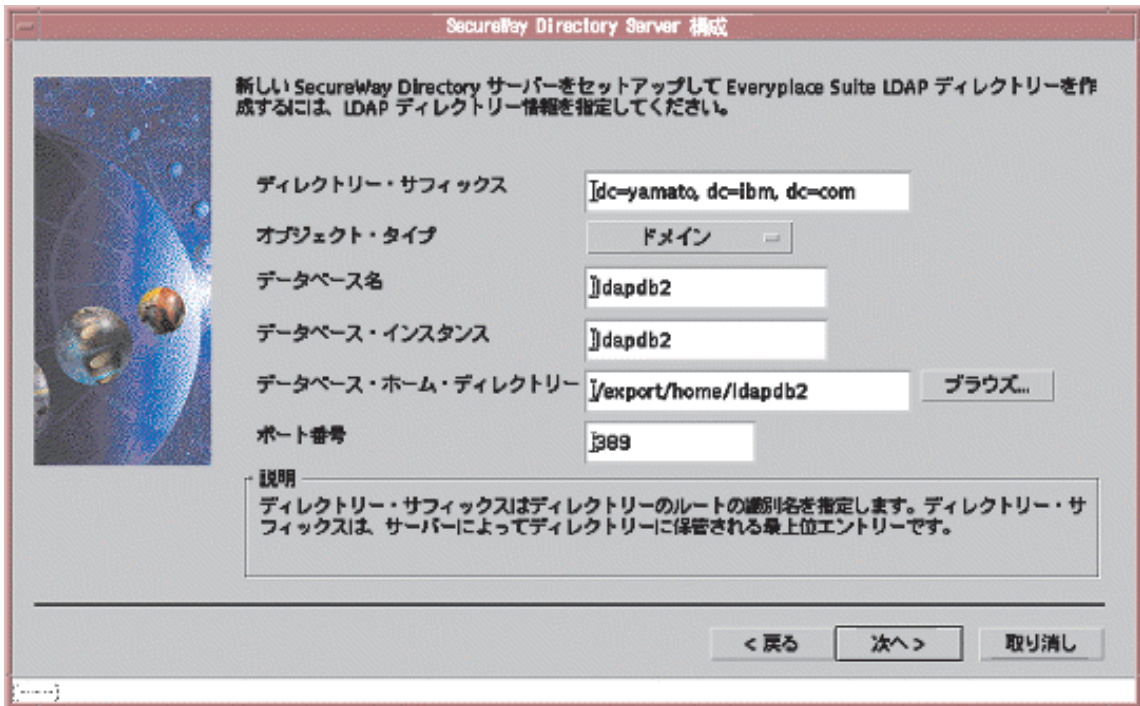 SecureWay Directory Server 構成
新しい SecureWay Directory サーバーをセットアップして Everyplace Suite LDAP ディレクトリーを作
成するには、LDAP ディレクトリー情報を指定してください。
ディレクトリー・サフィックス
dc=yamato, dc=ibm, dc=com
オブジェクト・タイプ
ドメイン
データベース名
ldapdb2
データベース・インスタンス
ldapdb2
データベース・ホーム・ディレクトリー
/export/home/ldapdb2
ブラウズ...
ポート番号
389
説明
ディレクトリー・サフィックスはディレクトリーのルートの識別名を指定します。ディレクトリー・サ
フィックスは、サーバーによってディレクトリーに保管される最上位エントリーです。
< 戻る
次へ >
取り消し